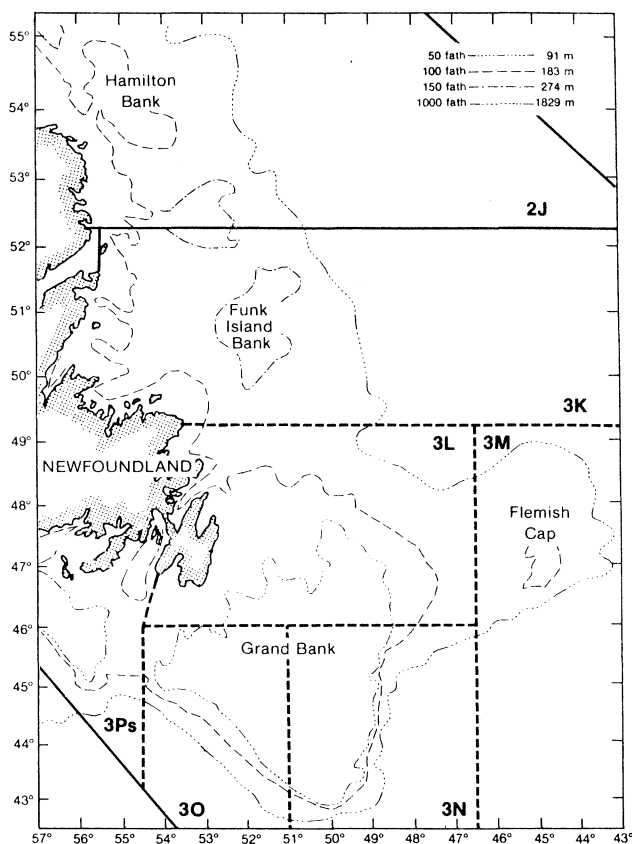 55°
54°
53°
52°
51°
50°
49°
48°
47°
46°
45°
44°
43°
50 fath 91 m
100 fath 183 m
150 fath 274 m
1000 fath 1829 m
Hamilton
Bank
2J
Funk
Island
Bank
3K
3L 3M
NEWFOUNDLAND
Flemish
Cap
Grand Bank
3Ps
3O 3N
57° 56° 55° 54° 53° 52° 51° 50° 49° 48° 47° 46° 45° 44° 43°